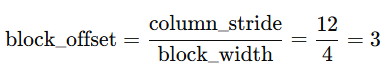 block_offset = column_stride / block_width = 12 / 4 = 3